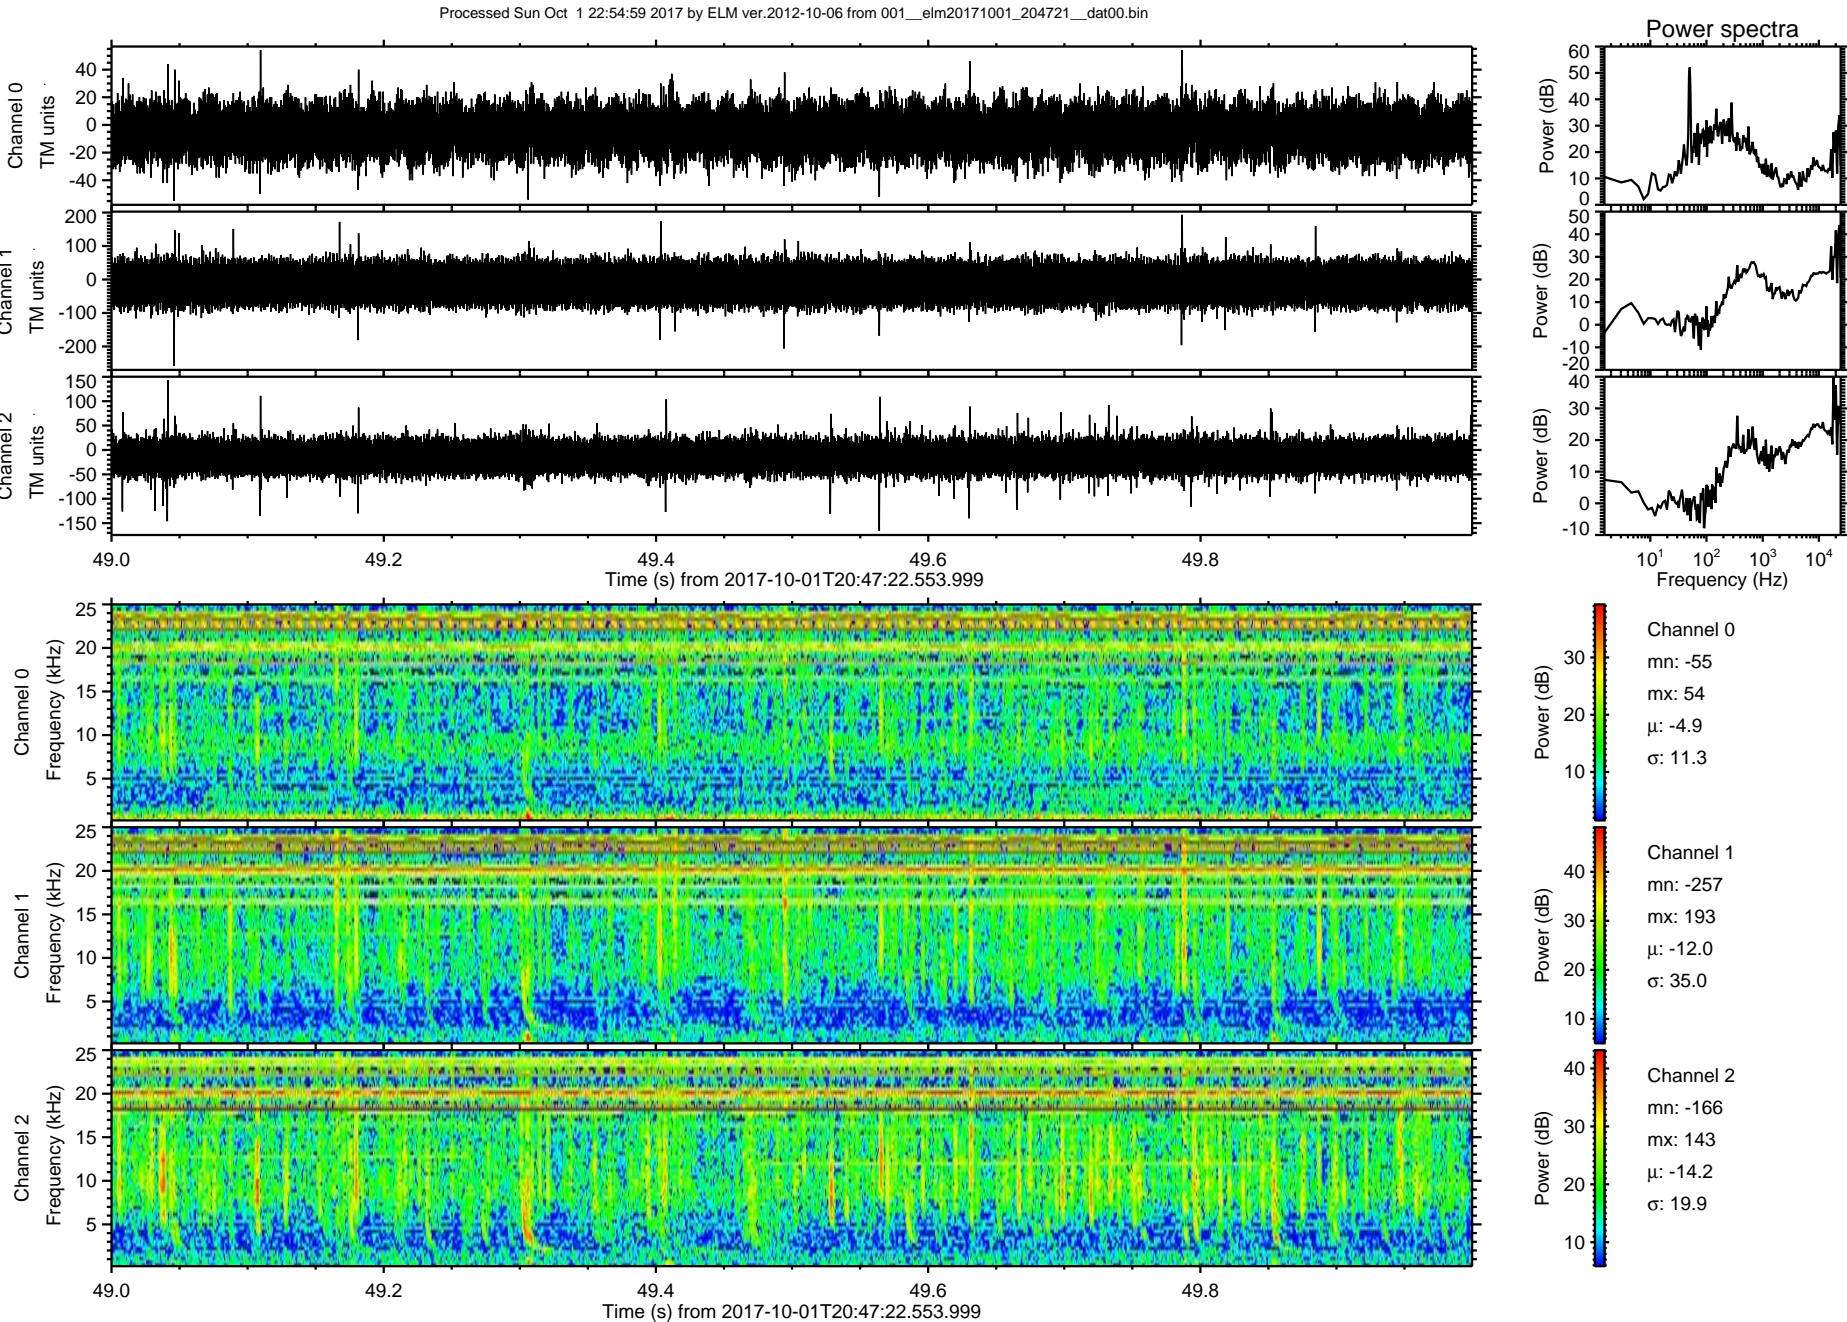 Processed Sun Oct  1 22:54:59 2017 by ELM ver.2012-10-06 from 001__elm20171001_204721__dat00.bin
Power spectra
Channel 0
TM units
40
20
0
-20
-40
Power (dB)
60
50
40
30
20
10
0
Channel 1
TM units
200
100
0
-100
-200
Power (dB)
50
40
30
20
10
0
-10
-20
Channel 2
TM units
150
100
50
0
-50
-100
-150
Power (dB)
40
30
20
10
0
-10
49.0 49.2 49.4 49.6 49.8
Time (s) from 2017-10-01T20:47:22.553.999
10^1 10^2 10^3 10^4
Frequency (Hz)
Channel 0
Frequency (kHz)
25
20
15
10
5
Power (dB)
30
20
10
Channel 0
mn: -55
mx: 54
μ: -4.9
σ: 11.3
Channel 1
Frequency (kHz)
25
20
15
10
5
Power (dB)
40
30
20
10
Channel 1
mn: -257
mx: 193
μ: -12.0
σ: 35.0
Channel 2
Frequency (kHz)
25
20
15
10
5
Power (dB)
40
30
20
10
Channel 2
mn: -166
mx: 143
μ: -14.2
σ: 19.9
49.0 49.2 49.4 49.6 49.8
Time (s) from 2017-10-01T20:47:22.553.999